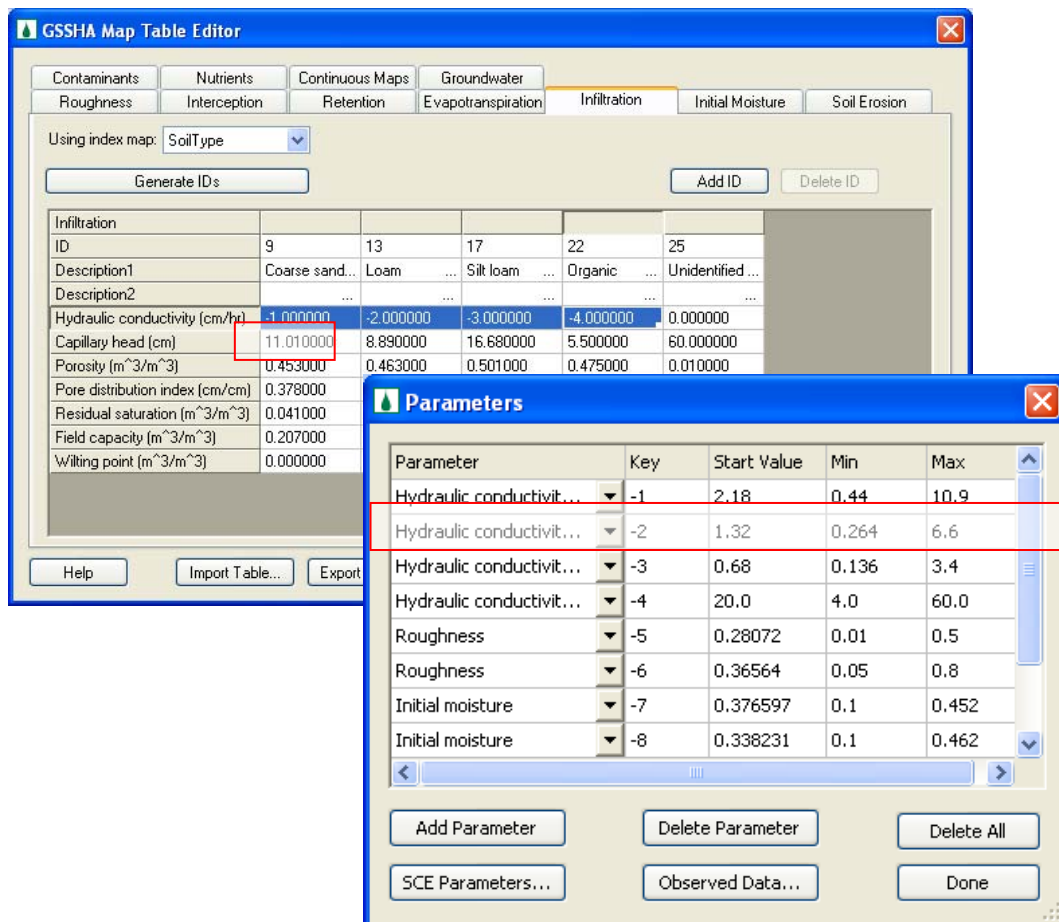 GSSHA Map Table Editor
Contaminants Nutrients Continuous Maps Groundwater
Roughness Interception Retention Evapotranspiration Infiltration Initial Moisture Soil Erosion
Using index map: SoilType
Generate IDs Add ID Delete ID
Infiltration
ID 9 13 17 22 25
Description1 Coarse sand... Loam ... Silt loam ... Organic ... Unidentified ...
Description2 ... ... ... ... ...
Hydraulic conductivity (cm/hr) -1.000000 -2.000000 -3.000000 -4.000000 0.000000
Capillary head (cm) 11.010000 8.890000 16.680000 5.500000 60.000000
Porosity (m^3/m^3) 0.453000 0.463000 0.501000 0.475000 0.010000
Pore distribution index (cm/cm) 0.378000
Residual saturation (m^3/m^3) 0.041000
Field capacity (m^3/m^3) 0.207000
Wilting point (m^3/m^3) 0.000000
Help Import Table... Export
Parameters
Parameter Key Start Value Min Max
Hydraulic conductivit... -1 2.18 0.44 10.9
Hydraulic conductivit... -2 1.32 0.264 6.6
Hydraulic conductivit... -3 0.68 0.136 3.4
Hydraulic conductivit... -4 20.0 4.0 60.0
Roughness -5 0.28072 0.01 0.5
Roughness -6 0.36564 0.05 0.8
Initial moisture -7 0.376597 0.1 0.452
Initial moisture -8 0.338231 0.1 0.462
Add Parameter Delete Parameter Delete All
SCE Parameters... Observed Data... Done